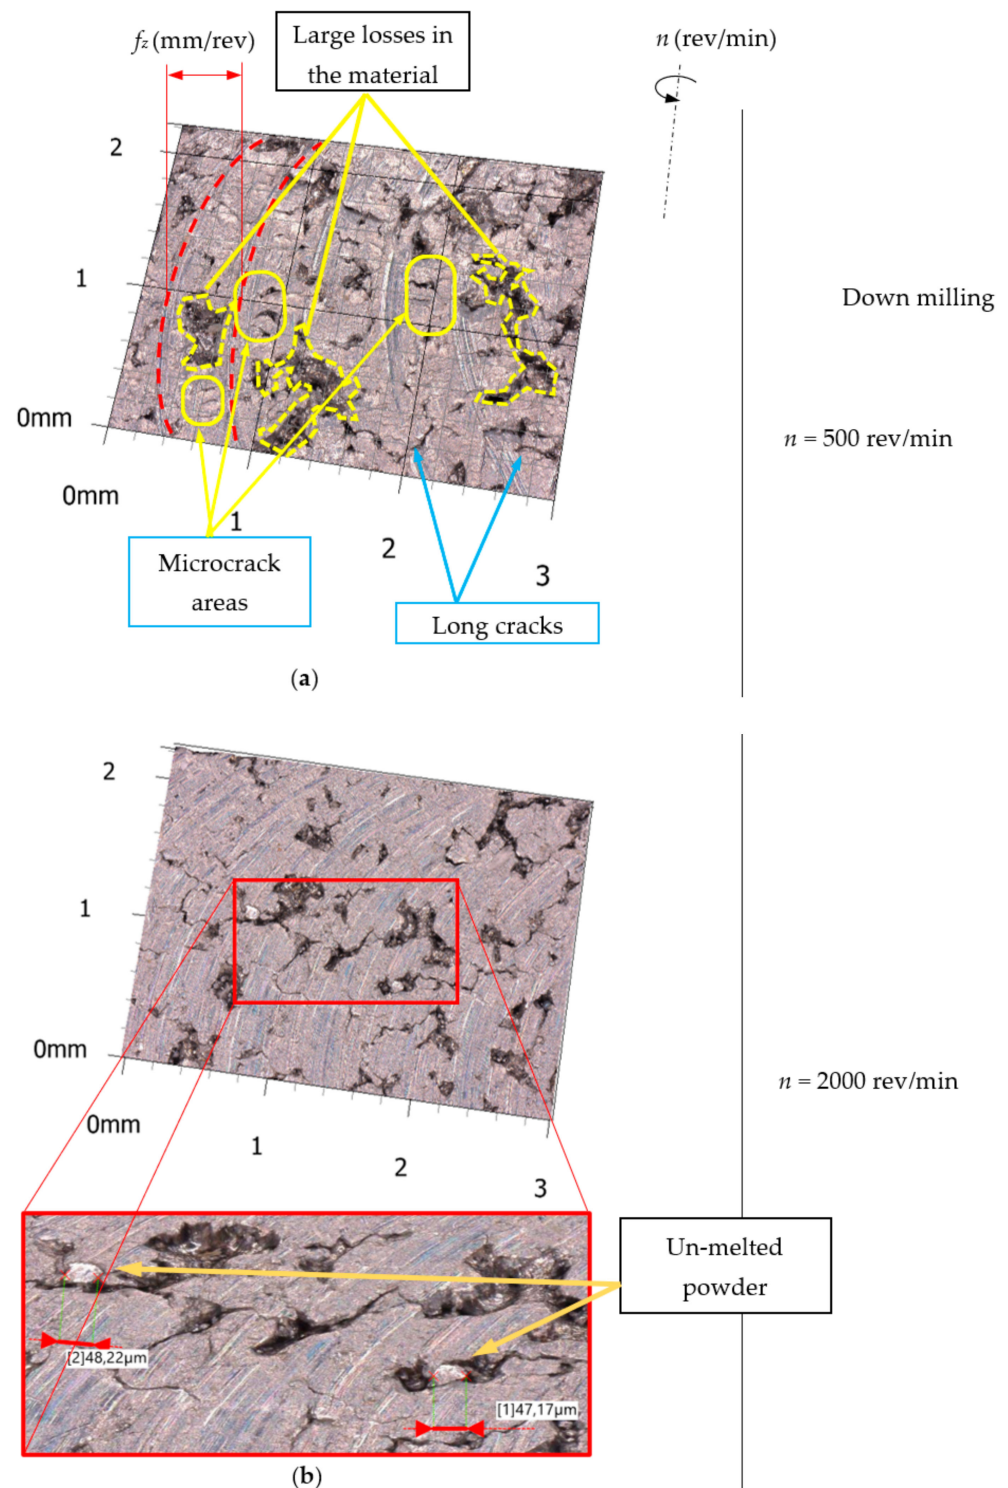 Large losses in
the material
fz (mm/rev)
n (rev/min)
2
1
0mm
0mm
1
2
3
Down milling
n = 500 rev/min
Microcrack
areas
Long cracks
(a)
2
1
0mm
0mm
1
2
3
n = 2000 rev/min
Un-melted
powder
[2]48,22µm
[1]47,17µm
(b)